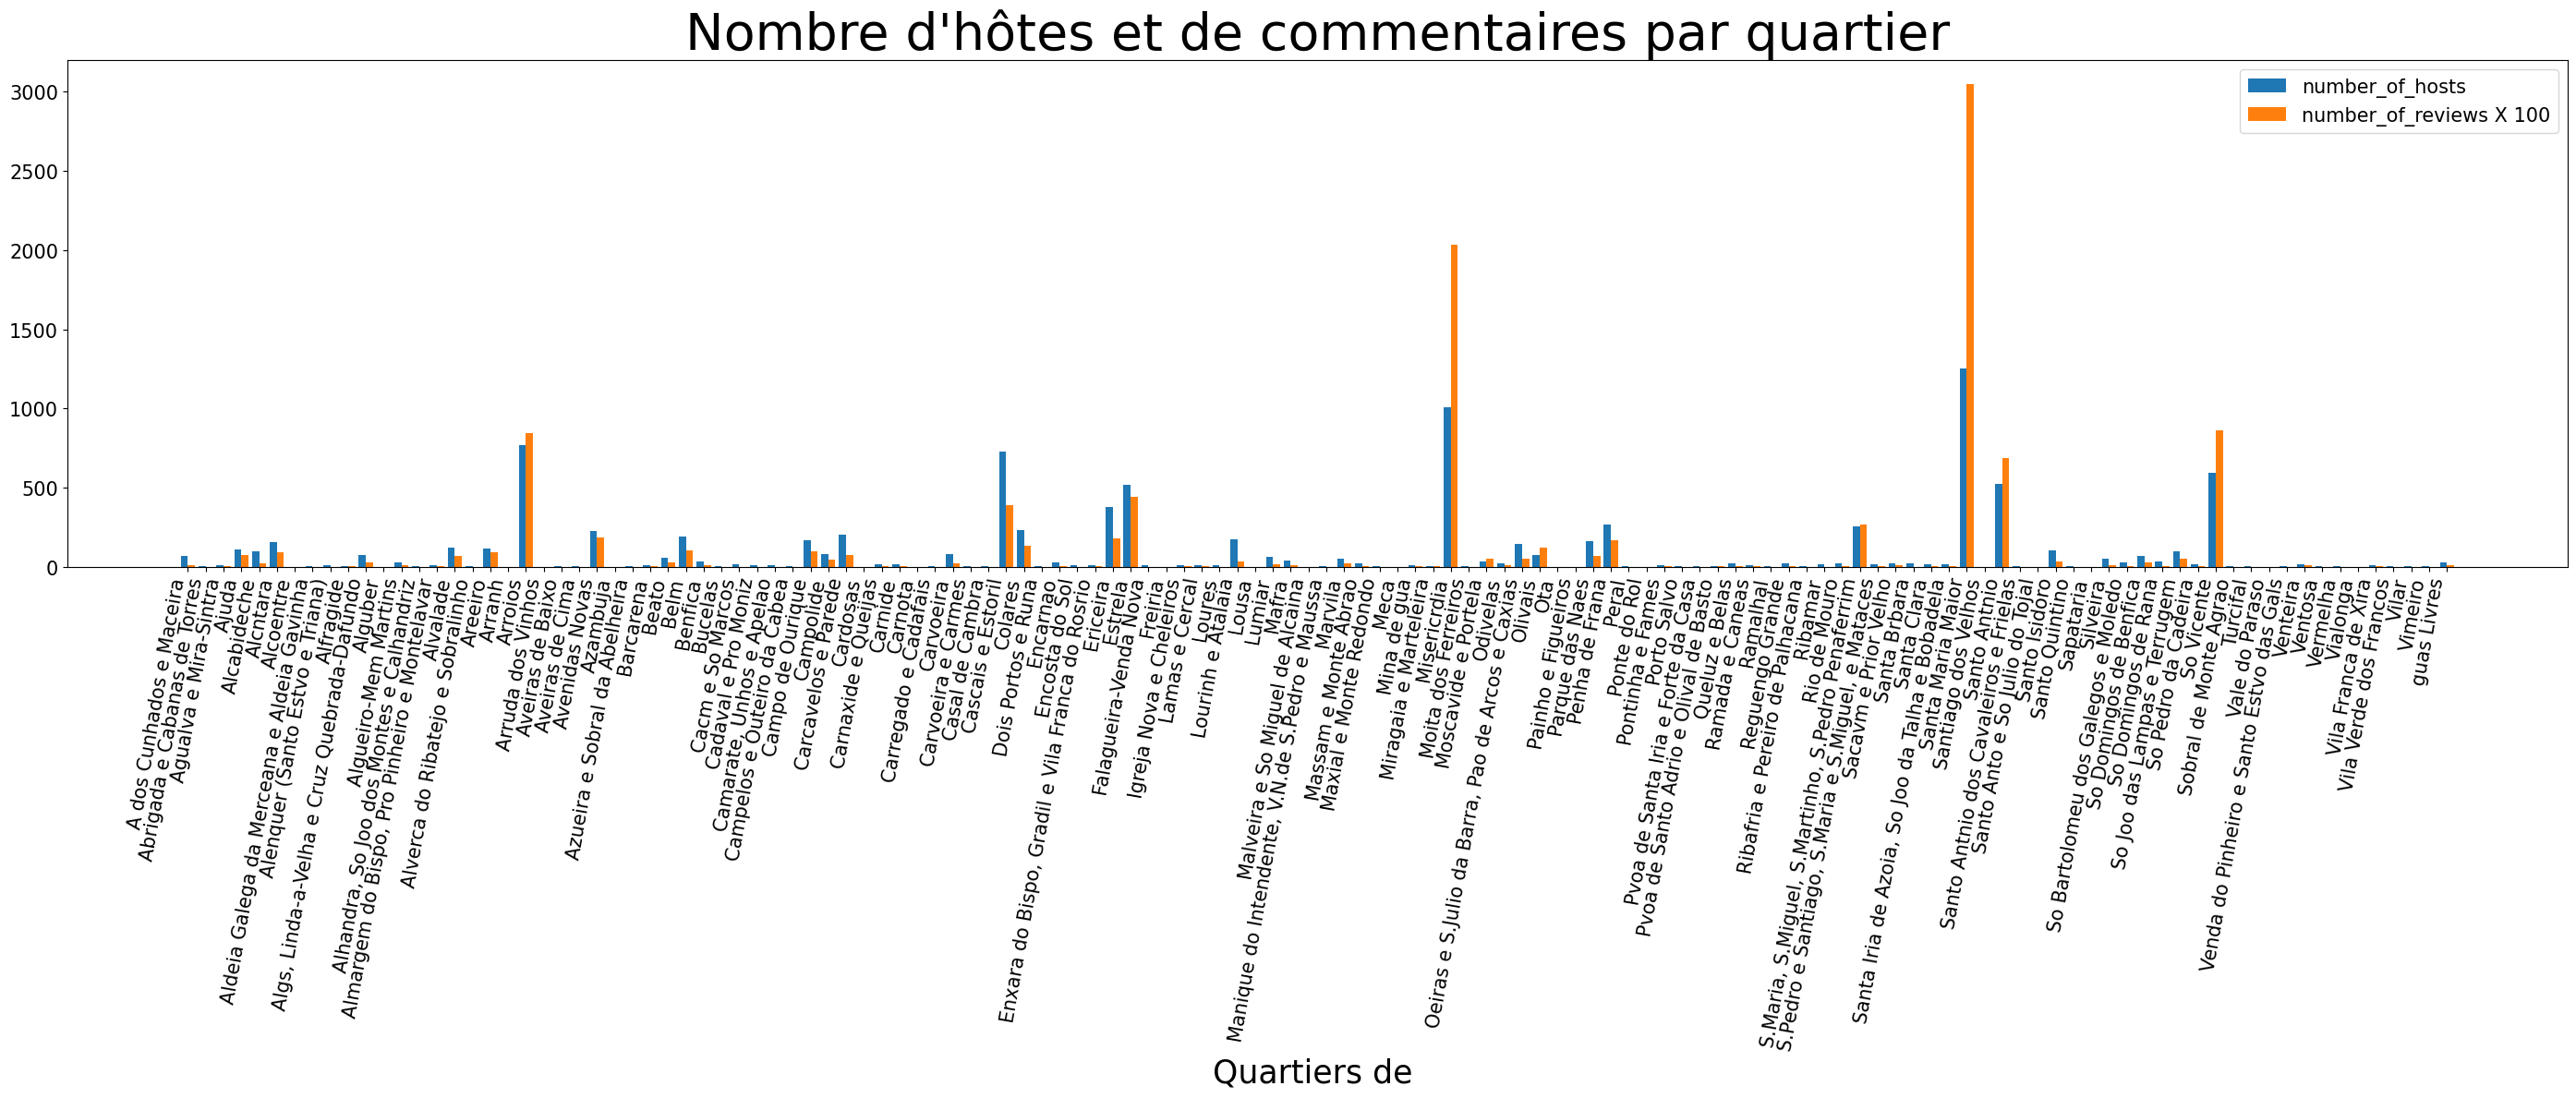 Nombre d'hôtes et de commentaires par quartier
3000
2500
2000
1500
1000
500
0
number_of_hosts
number_of_reviews X 100
A dos Cunhados e Maceira
Abrigada e Cabanas de Torres
Agualva e Mira-Sintra
Ajuda
Alcabideche
Alcntara
Alcoentre
Aldeia Galega da Merceana e Aldeia Gavinha
Alenquer (Santo Estvo e Triana)
Alfragide
Algs, Linda-a-Velha e Cruz Quebrada-Dafundo
Alguber
Algueiro-Mem Martins
Alhandra, So Joo dos Montes e Calhandriz
Almargem do Bispo, Pro Pinheiro e Montelavar
Alvalade
Alverca do Ribatejo e Sobralinho
Areeiro
Arranh
Arroios
Arruda dos Vinhos
Aveiras de Baixo
Aveiras de Cima
Avenidas Novas
Azambuja
Azueira e Sobral da Abelheira
Barcarena
Beato
Belm
Benfica
Bucelas
Cacm e So Marcos
Cadaval e Pro Moniz
Camarate, Unhos e Apelao
Campelos e Outeiro da Cabea
Campo de Ourique
Campolide
Carcavelos e Parede
Cardosas
Carnaxide e Queijas
Carnide
Carnota
Carregado e Cadafais
Carvoeira
Carvoeira e Carmes
Casal de Cambra
Cascais e Estoril
Colares
Dois Portos e Runa
Encarnao
Encosta do Sol
Enxara do Bispo, Gradil e Vila Franca do Rosrio
Ericeira
Estrela
Falagueira-Venda Nova
Freiria
Igreja Nova e Cheleiros
Lamas e Cercal
Loures
Lourinh e Atalaia
Lousa
Lumiar
Mafra
Malveira e So Miguel de Alcaina
Manique do Intendente, V.N.de S.Pedro e Maussa
Marvila
Massam e Monte Abrao
Maxial e Monte Redondo
Meca
Mina de gua
Miragaia e Marteleira
Misericrdia
Moita dos Ferreiros
Moscavide e Portela
Odivelas
Oeiras e S.Julio da Barra, Pao de Arcos e Caxias
Olivais
Ota
Painho e Figueiros
Parque das Naes
Penha de Frana
Peral
Ponte do Rol
Pontinha e Fames
Porto Salvo
Pvoa de Santa Iria e Forte da Casa
Pvoa de Santo Adrio e Olival de Basto
Queluz e Belas
Ramada e Caneas
Ramalhal
Reguengo Grande
Ribafria e Pereiro de Palhacana
Ribamar
Rio de Mouro
S.Maria, S.Miguel, S.Martinho, S.Pedro Penaferrim
S.Pedro e Santiago, S.Maria e S.Miguel, e Mataces
Sacavm e Prior Velho
Santa Brbara
Santa Clara
Santa Iria de Azoia, So Joo da Talha e Bobadela
Santa Maria Maior
Santiago dos Velhos
Santo Antnio
Santo Antnio dos Cavaleiros e Frielas
Santo Anto e So Julio do Tojal
Santo Isidoro
Santo Quintino
Sapataria
Silveira
So Bartolomeu dos Galegos e Moledo
So Domingos de Benfica
So Domingos de Rana
So Joo das Lampas e Terrugem
So Pedro da Cadeira
So Vicente
Sobral de Monte Agrao
Turcifal
Vale do Paraso
Venda do Pinheiro e Santo Estvo das Gals
Venteira
Ventosa
Vermelha
Vialonga
Vila Franca de Xira
Vila Verde dos Francos
Vilar
Vimeiro
guas Livres
Quartiers de